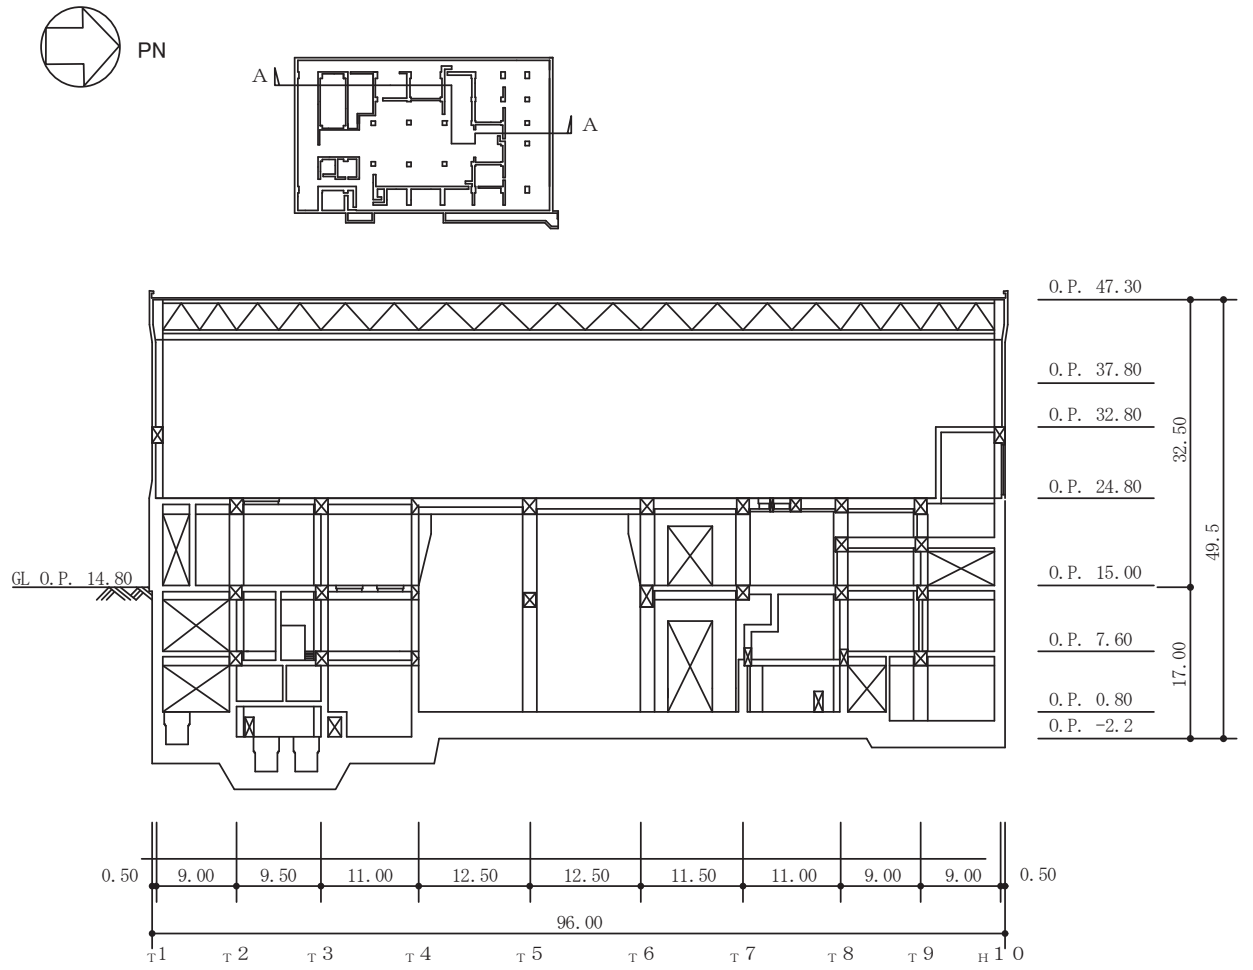 PN
A
A
O.P. 47.30
O.P. 37.80
O.P. 32.80
32.50
O.P. 24.80
49.5
GL O.P. 14.80
O.P. 15.00
O.P. 7.60
17.00
O.P. 0.80
O.P. -2.2
0.50 9.00 9.50 11.00 12.50 12.50 11.50 11.00 9.00 9.00 0.50
96.00
T1 T2 T3 T4 T5 T6 T7 T8 T9 H10